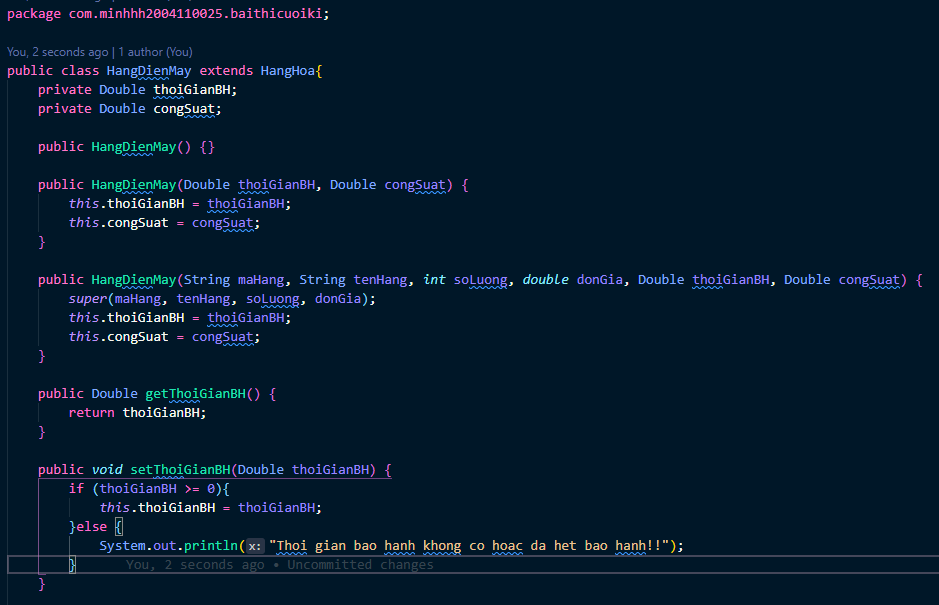 package com.minhhh2004110025.baithicuoiki;
You, 2 seconds ago | 1 author (You)
public class HangDienMay extends HangHoa{
private Double thoiGianBH;
private Double congSuat;
public HangDienMay() {}
public HangDienMay(Double thoiGianBH, Double congSuat) {
this.thoiGianBH = thoiGianBH;
this.congSuat = congSuat;
}
public HangDienMay(String maHang, String tenHang, int soLuong, double donGia, Double thoiGianBH, Double congSuat) {
super(maHang, tenHang, soLuong, donGia);
this.thoiGianBH = thoiGianBH;
this.congSuat = congSuat;
}
public Double getThoiGianBH() {
return thoiGianBH;
}
public void setThoiGianBH(Double thoiGianBH) {
if (thoiGianBH >= 0){
this.thoiGianBH = thoiGianBH;
}else {
System.out.println(x: "Thoi gian bao hanh khong co hoac da het bao hanh!!");
} You, 2 seconds ago • Uncommitted changes
}